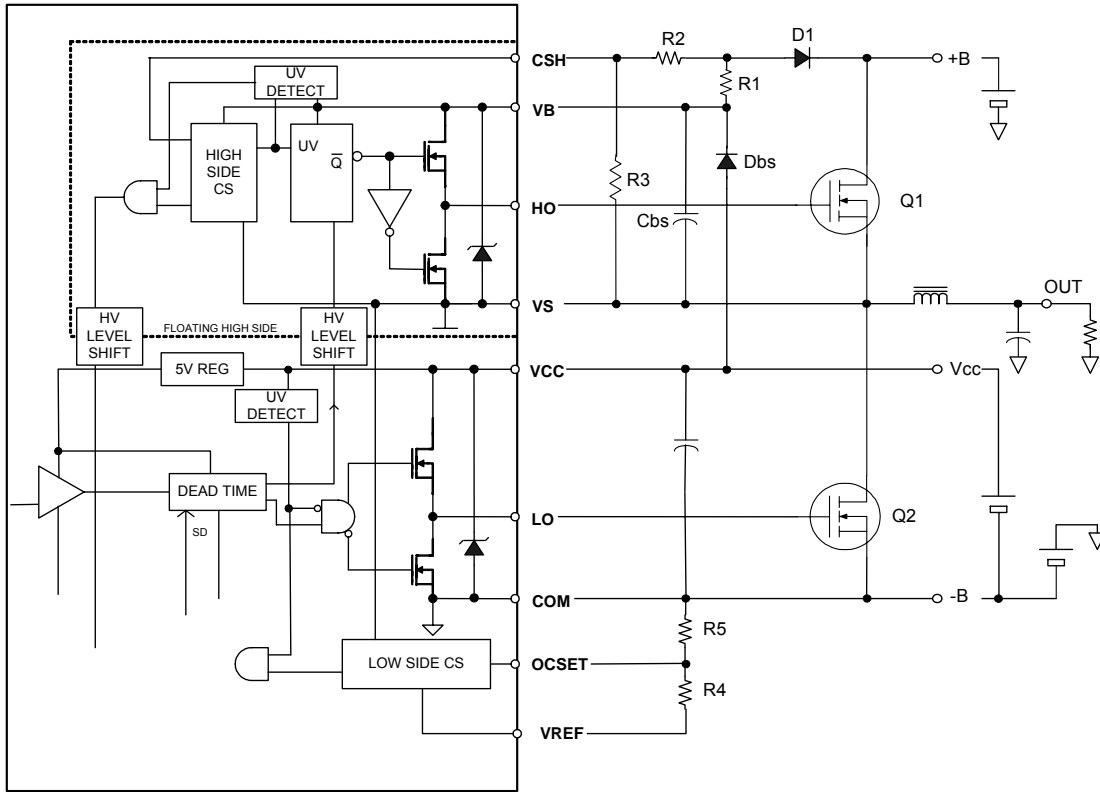 CSH
R2
D1
+B
UV
DETECT
R1
VB
HIGH
SIDE
CS
UV
Q
R3
Dbs
HO
Cbs
Q1
VS
OUT
HV
LEVEL
SHIFT
FLOATING HIGH SIDE
HV
LEVEL
SHIFT
5V REG
VCC
Vcc
UV
DETECT
DEAD TIME
SD
LO
Q2
COM
-B
R5
LOW SIDE CS
OCSET
R4
VREF